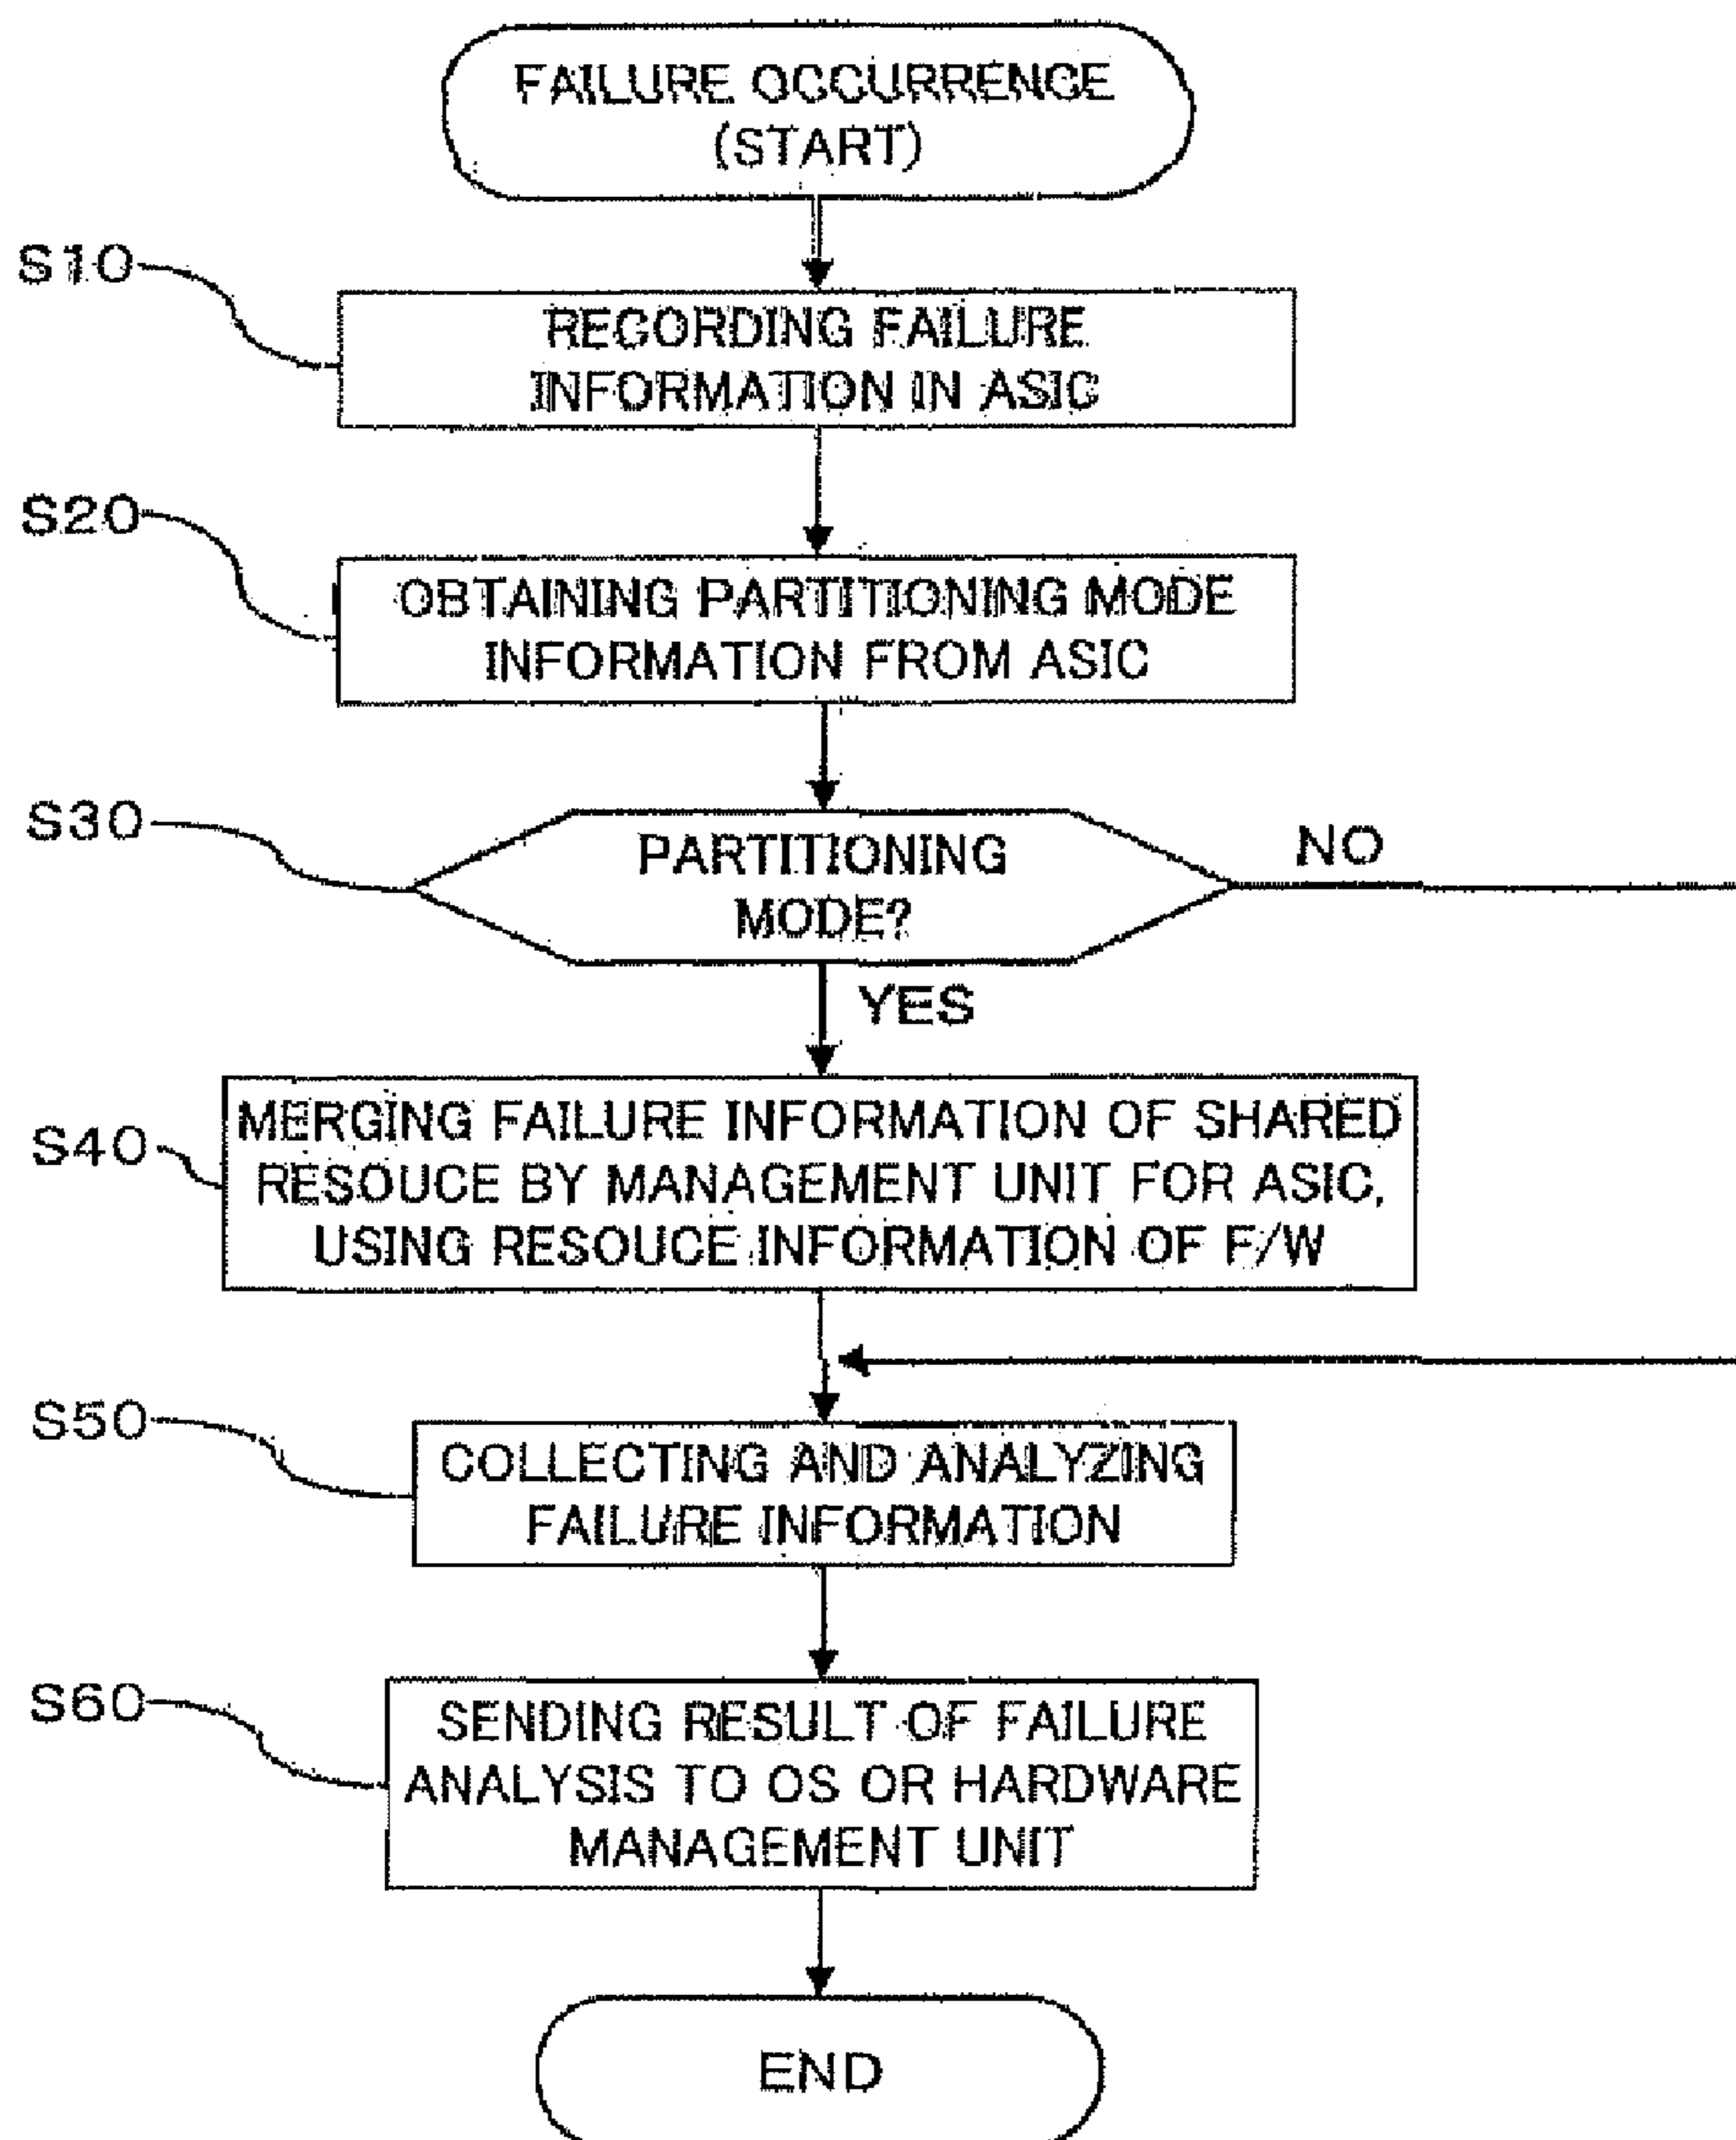 FAILURE OCCURRENCE
(START)
S10
RECORDING FAILURE
INFORMATION IN ASIC
S20
OBTAINING PARTITIONING MODE
INFORMATION FROM ASIC
S30
PARTITIONING
MODE?
NO
YES
S40
MERGING FAILURE INFORMATION OF SHARED
RESOUCE BY MANAGEMENT UNIT FOR ASIC,
USING RESOUCE INFORMATION OF F/W
S50
COLLECTING AND ANALYZING
FAILURE INFORMATION
S60
SENDING RESULT OF FAILURE
ANALYSIS TO OS OR HARDWARE
MANAGEMENT UNIT
END